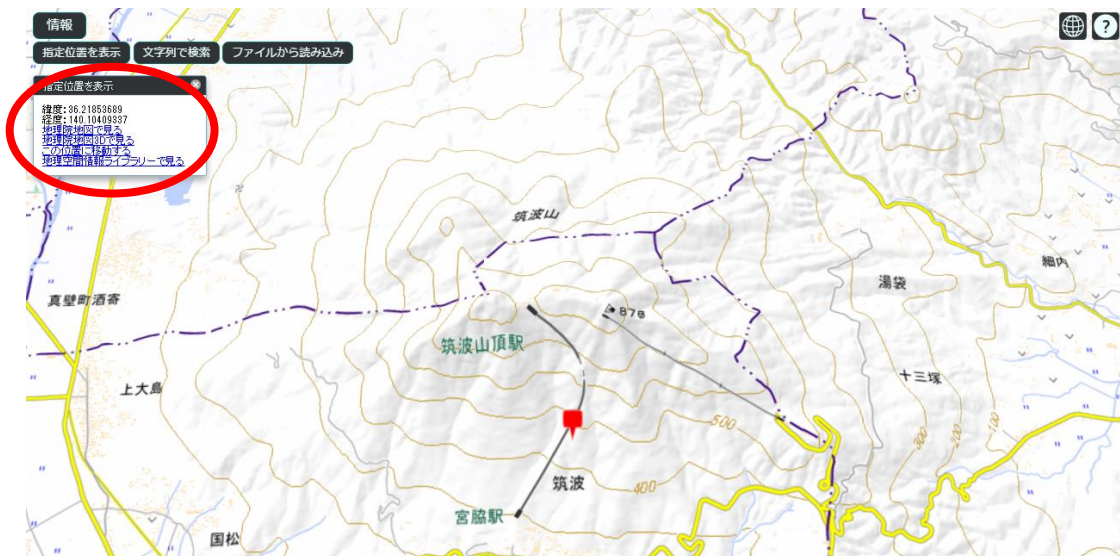 情報
?
指定位置を表示
文字列で検索
ファイルから読み込み
指定位置を表示
緯度:36.21853689
経度:140.10409337
地理院地図で見る
地理院地図3Dで見る
この位置に移動する
地理空間情報ライブラリーで見る
筑波山
細内
湯袋
真壁町酒寄
876
筑波山頂駅
十三塚
上大島
500
300
200
100
筑波
400
宮脇駅
国松